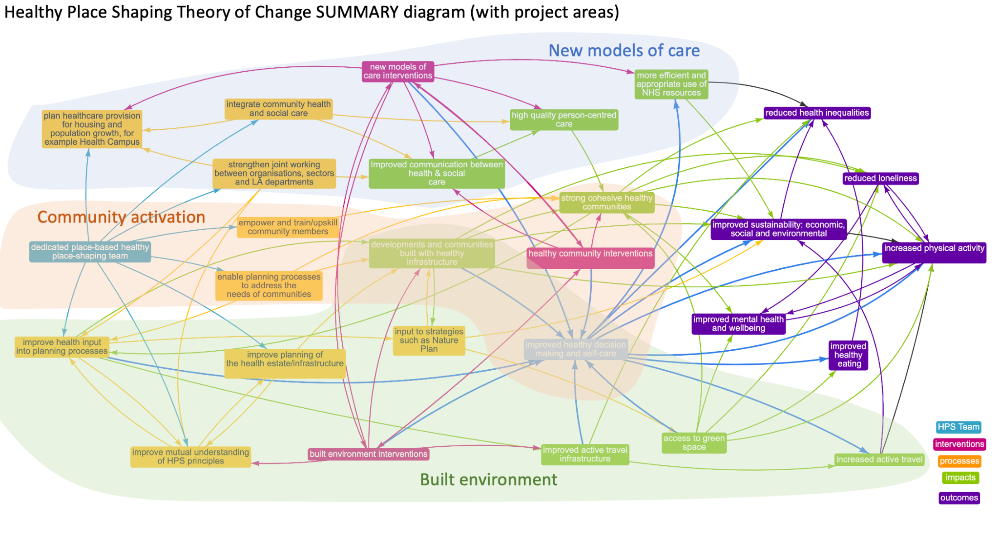 Healthy Place Shaping Theory of Change SUMMARY diagram (with project areas)
New models of care
new models of
care interventions
more efficient and
appropriate use of
NHS resources
integrate community health
and social care
plan healthcare provision
for housing and
population growth, for
example Health Campus
high quality person-centred
care
reduced health inequalities
strengthen joint working
between organisations, sectors
and LA departments
Improved communication between
health & social
care
reduced loneliness
strong cohesive healthy
communities
Community activation
empower and train/upskill
community members
improved sustainability: economic,
social and environmental
dedicated place-based healthy
place-shaping team
developments and communities
built with healthy
infrastructure
healthy community interventions
increased physical activity
enable planning processes
to address the
needs of communities
improved mental health
and wellbeing
improve health input
into planning processes
input to strategies
such as Nature
Plan
improved healthy decision
making and self-care
improved
healthy
eating
improve planning of
the health estate/infrastructure
access to green
space
improve mutual understanding
of HPS principles
built environment interventions
improved active travel
infrastructure
increased active travel
Built environment
HPS Team
interventions
processes
impacts
outcomes